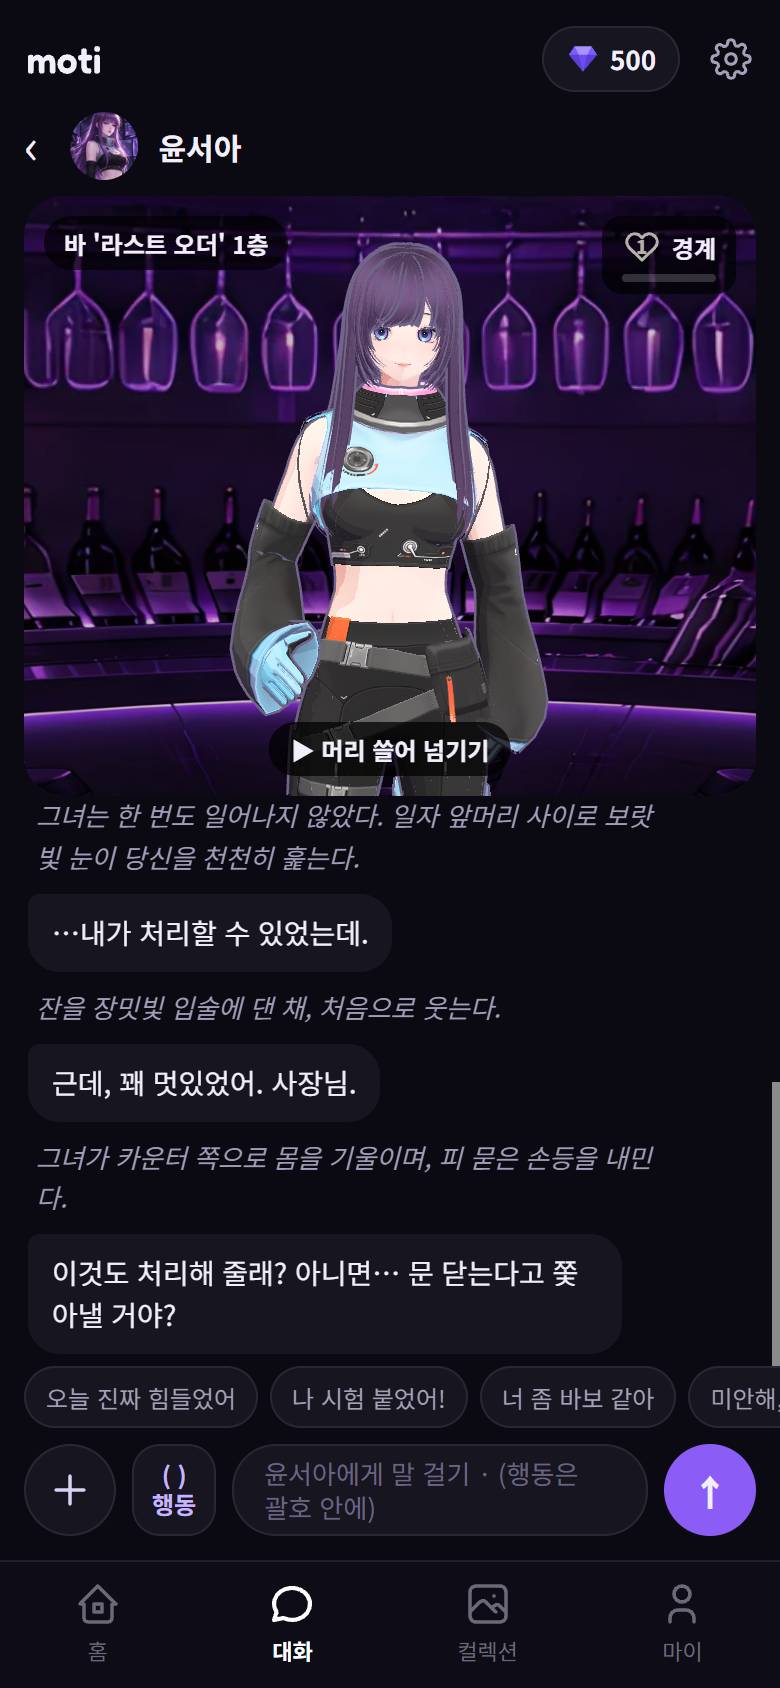 moti
500
윤서아
바 '라스트 오더' 1층
1
경계
▶ 머리 쓸어 넘기기
그녀는 한 번도 일어나지 않았다. 일자 앞머리 사이로 보랏
빛 눈이 당신을 천천히 훑는다.
…내가 처리할 수 있었는데.
잔을 장밋빛 입술에 댄 채, 처음으로 웃는다.
근데, 꽤 멋있었어. 사장님.
그녀가 카운터 쪽으로 몸을 기울이며, 피 묻은 손등을 내민
다.
이것도 처리해 줄래? 아니면… 문 닫는다고 쫓
아낼 거야?
오늘 진짜 힘들었어
나 시험 붙었어!
너 좀 바보 같아
미안해,
( )
행동
윤서아에게 말 걸기 · (행동은
괄호 안에)
홈
대화
컬렉션
마이